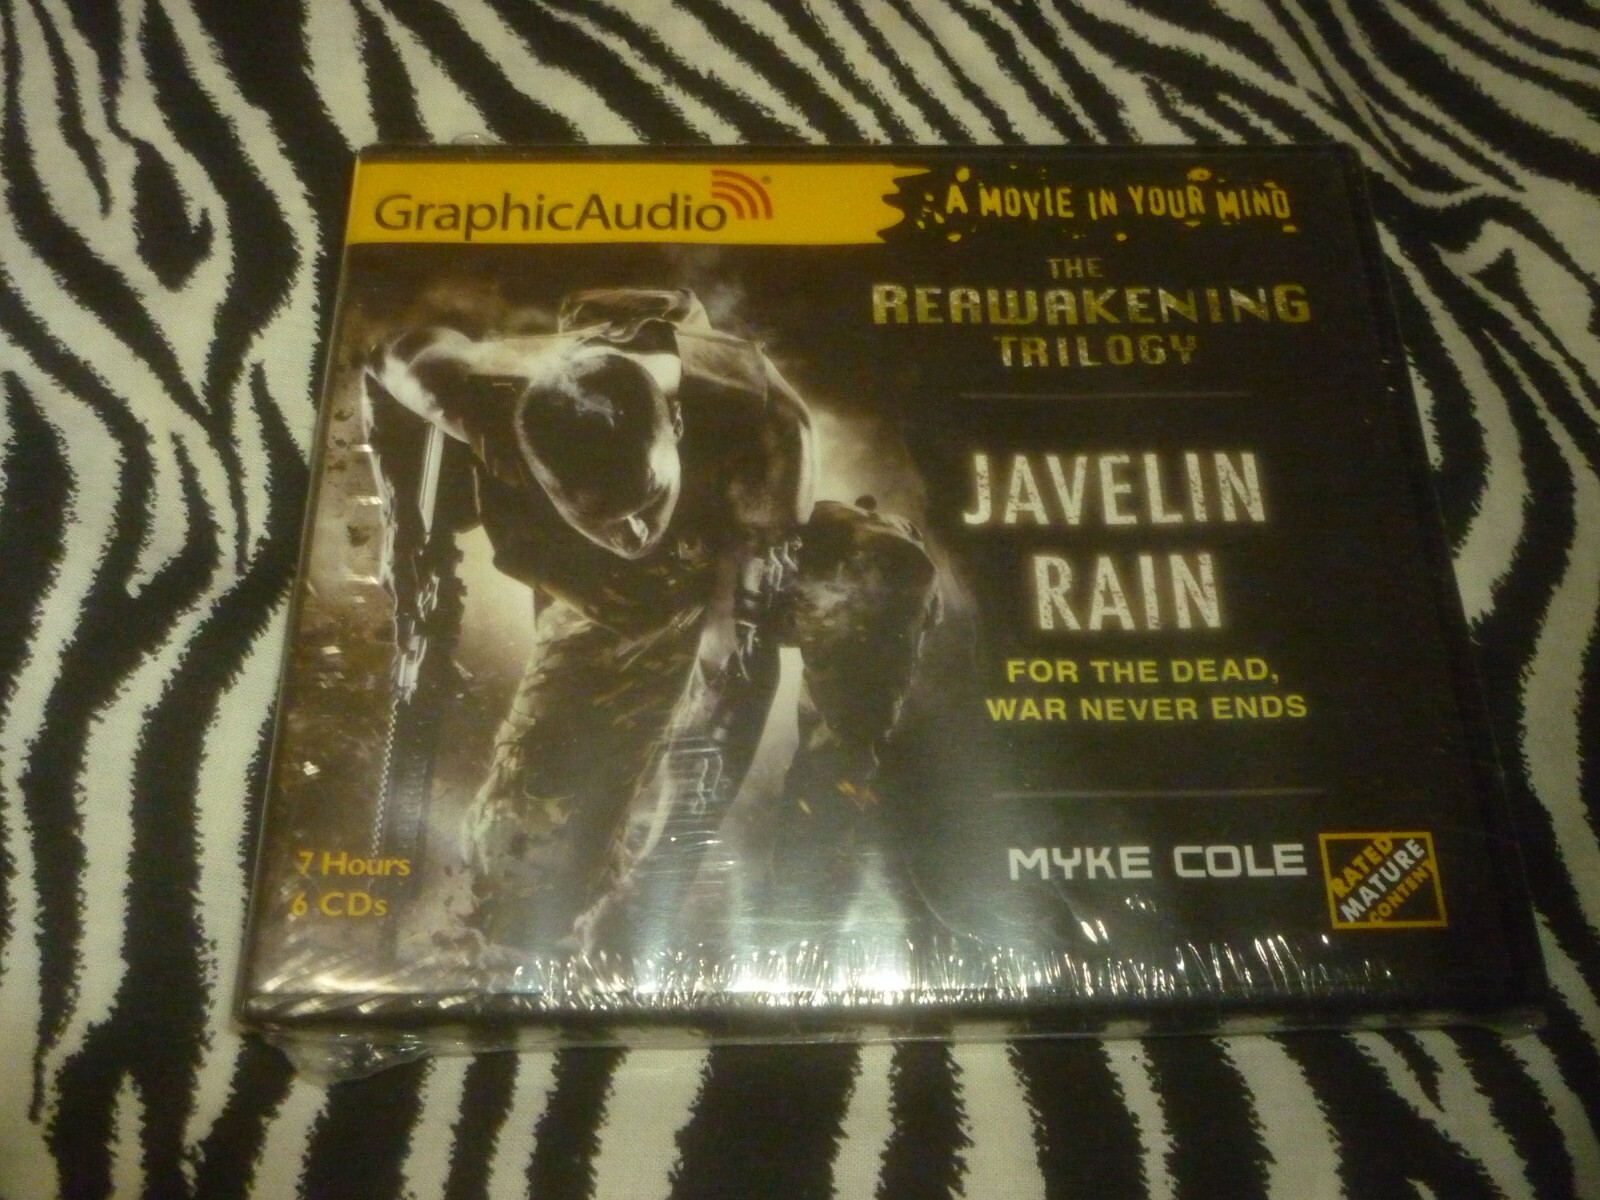 GraphicAudio
A MOVIE IN YOUR MIND
THE
REAWAKENING
TRILOGY
JAVELIN
RAIN
FOR THE DEAD,
WAR NEVER ENDS
7 Hours
6 CDs
MYKE COLE
RATED
MATURE
CONTENT